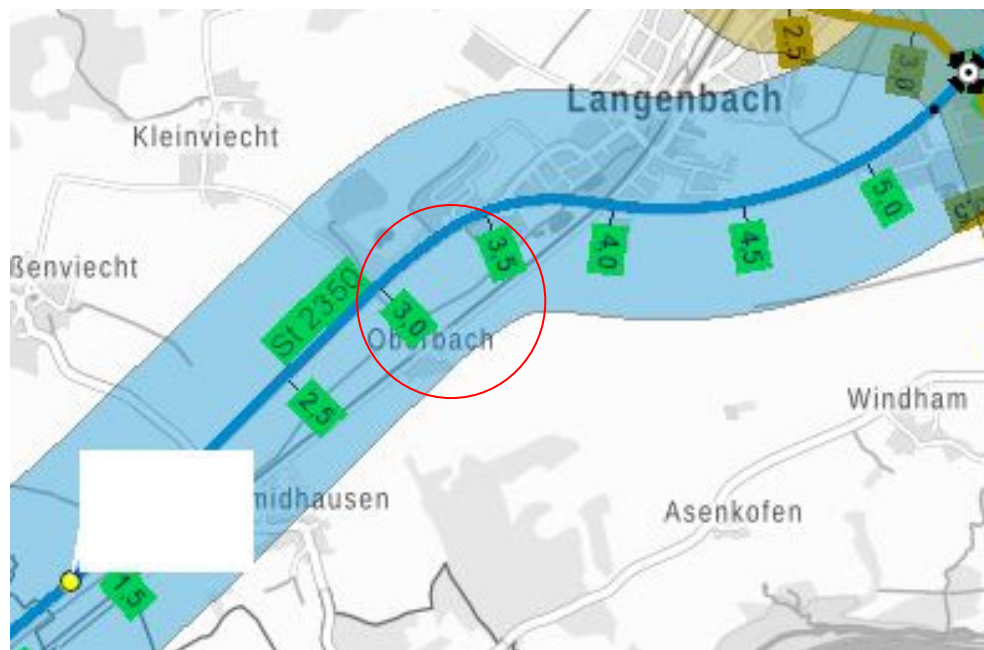 2.5
3.0
Langenbach
Kleinviecht
5.0
3.5
4,0
4,5
ßenviecht
St 2350
3,0
Oberbach
2,5
Windham
midhausen
Asenkofen
1,5